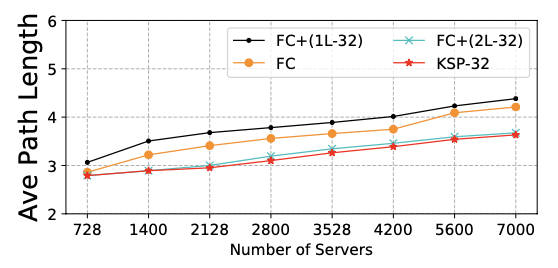 6
5
4
3
2
Ave Path Length
FC+(1L-32)
FC
FC+(2L-32)
KSP-32
728 1400 2128 2800 3528 4200 5600 7000
Number of Servers